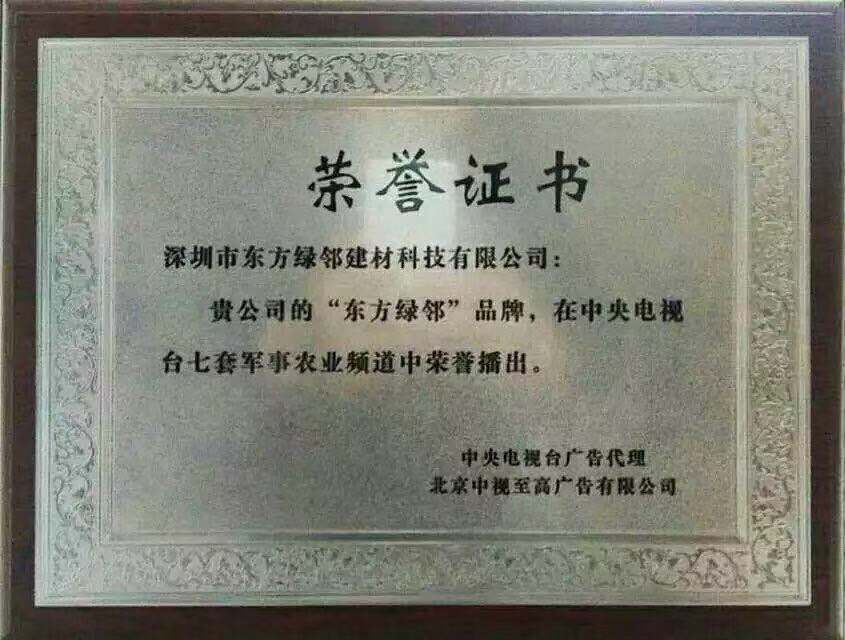 荣誉证书
深圳市东方绿邻建材科技有限公司：
贵公司的“东方绿邻”品牌，在中央电视
台七套军事农业频道中荣誉播出。
中央电视台广告代理
北京中视至高广告有限公司